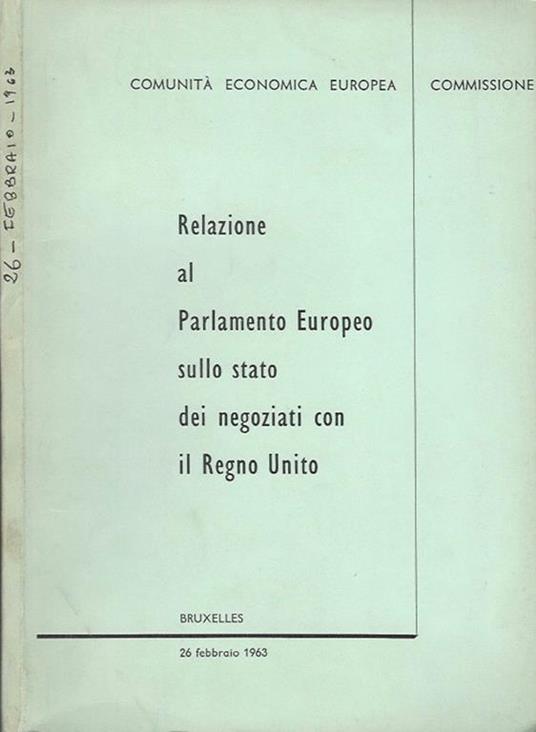 26 - FEBBRAIO - 1963
COMUNITÀ ECONOMICA EUROPEA COMMISSIONE
Relazione
al
Parlamento Europeo
sullo stato
dei negoziati con
il Regno Unito
BRUXELLES
26 febbraio 1963